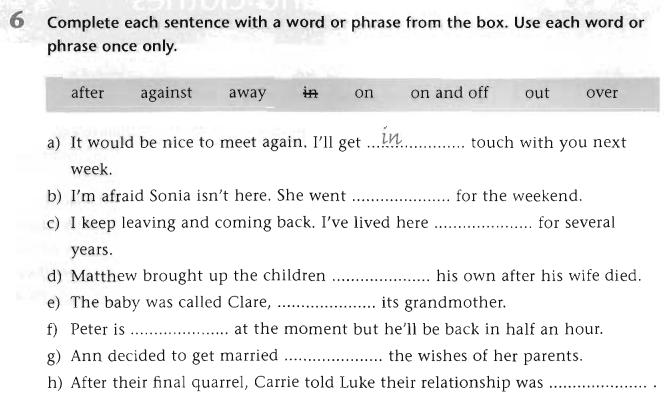 6 Complete each sentence with a word or phrase from the box. Use each word or
phrase once only.
after against away in on on and off out over
a) It would be nice to meet again. I'll get ...in............. touch with you next
week.
b) I'm afraid Sonia isn't here. She went ..................... for the weekend.
c) I keep leaving and coming back. I've lived here ..................... for several
years.
d) Matthew brought up the children ..................... his own after his wife died.
e) The baby was called Clare, ..................... its grandmother.
f) Peter is ..................... at the moment but he'll be back in half an hour.
g) Ann decided to get married ..................... the wishes of her parents.
h) After their final quarrel, Carrie told Luke their relationship was ..................... .